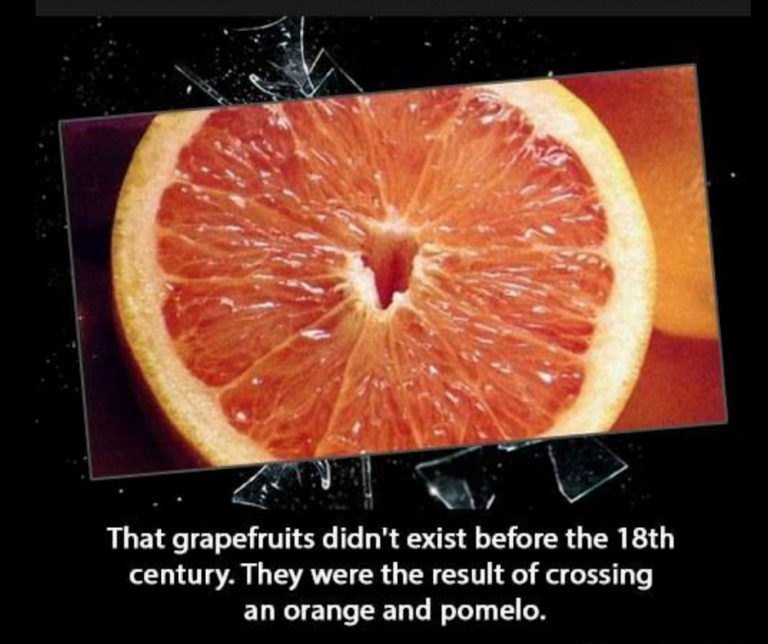 That grapefruits didn't exist before the 18th
century. They were the result of crossing
an orange and pomelo.